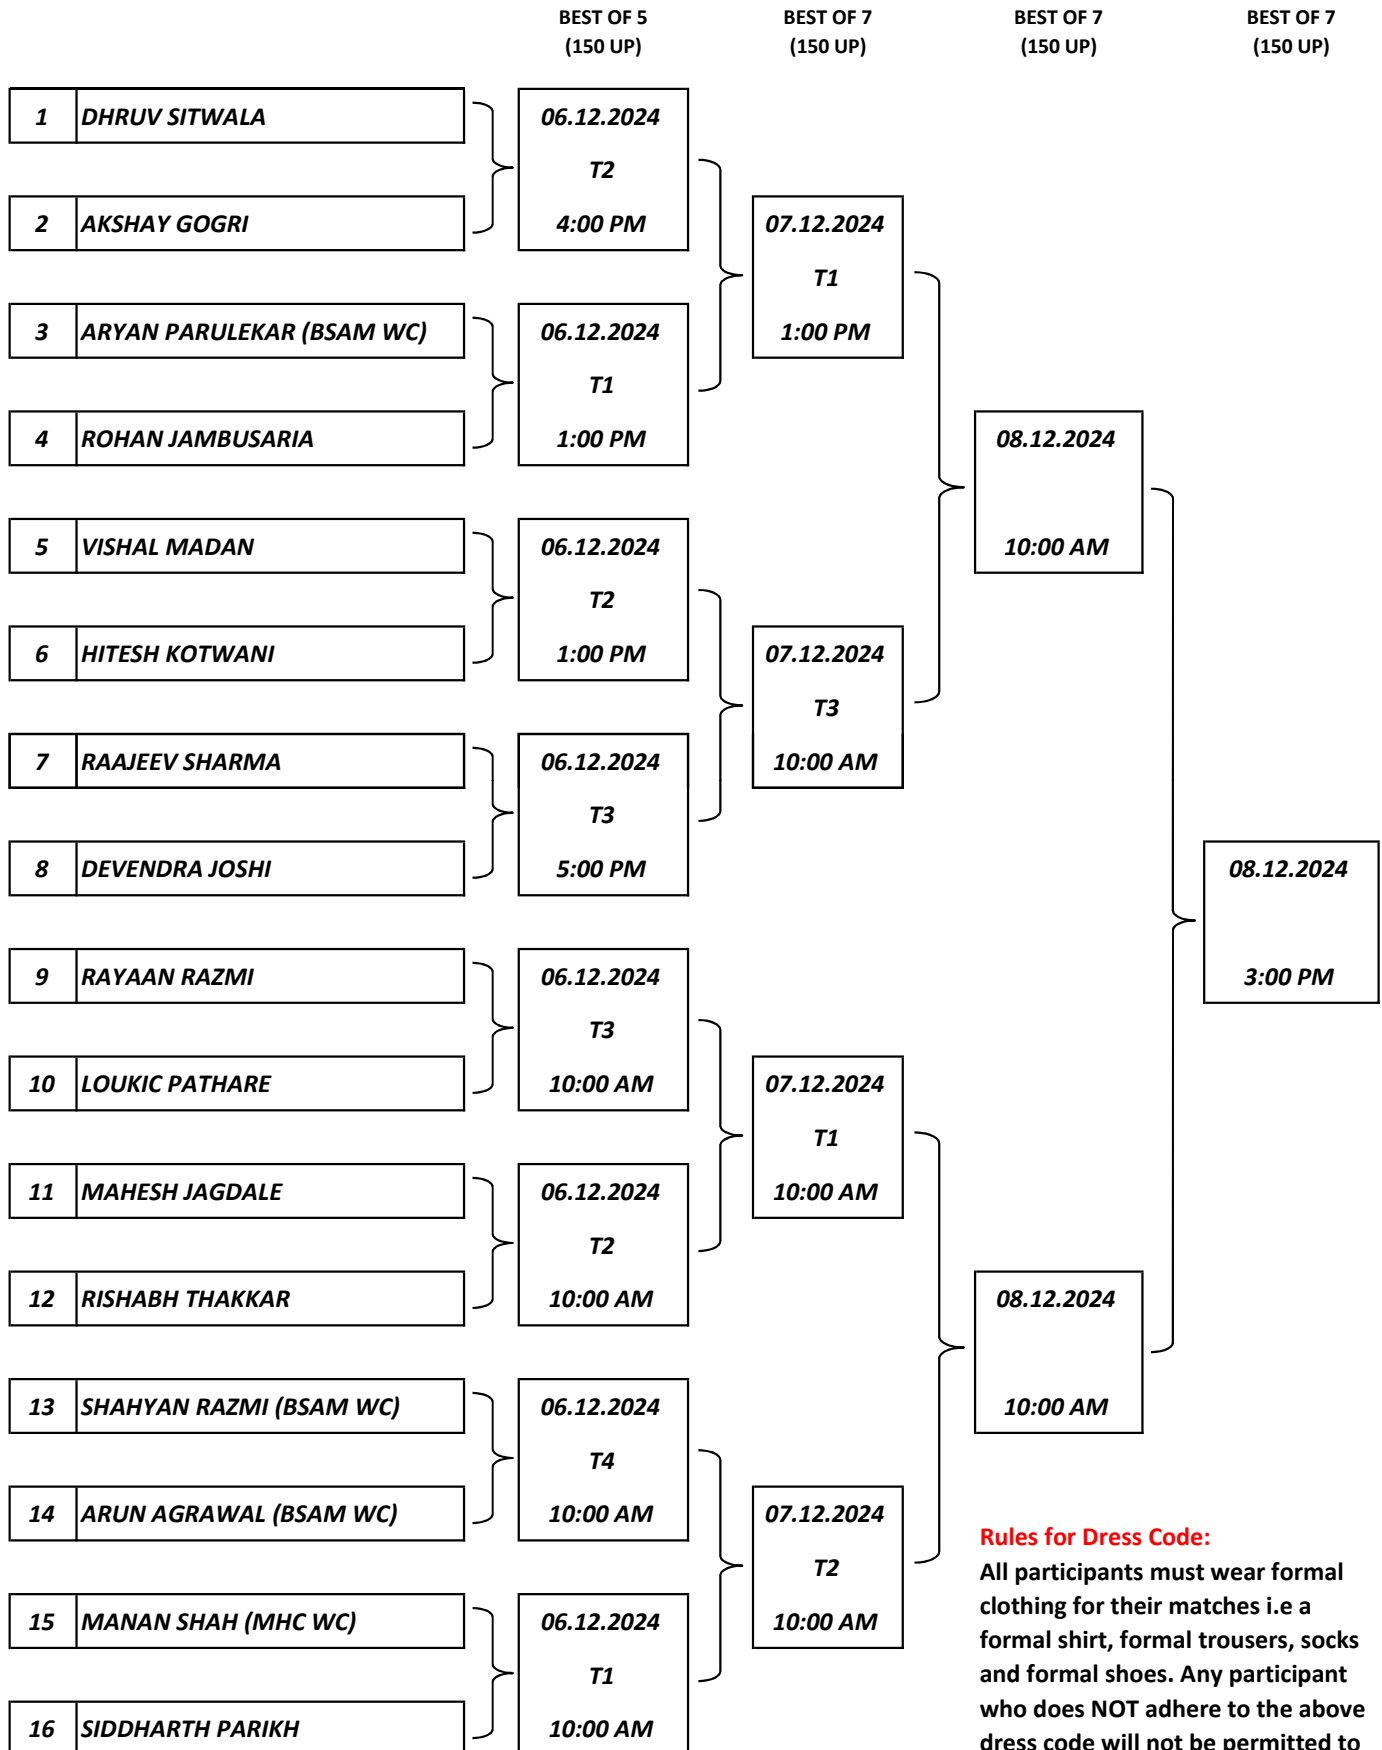 BEST OF 5 BEST OF 7 BEST OF 7 BEST OF 7
(150 UP) (150 UP) (150 UP) (150 UP)
1 DHRUV SITWALA 06.12.2024
T2
2 AKSHAY GOGRI 4:00 PM 07.12.2024
T1
3 ARYAN PARULEKAR (BSAM WC) 06.12.2024 1:00 PM
T1
4 ROHAN JAMBUSARIA 1:00 PM 08.12.2024
5 VISHAL MADAN 06.12.2024 10:00 AM
T2
6 HITESH KOTWANI 1:00 PM 07.12.2024
T3
7 RAAJEEV SHARMA 06.12.2024 10:00 AM
T3
8 DEVENDRA JOSHI 5:00 PM 08.12.2024
9 RAYAAN RAZMI 06.12.2024 3:00 PM
T3
10 LOUKIC PATHARE 10:00 AM 07.12.2024
T1
11 MAHESH JAGDALE 06.12.2024 10:00 AM
T2
12 RISHABH THAKKAR 10:00 AM 08.12.2024
13 SHAHYAN RAZMI (BSAM WC) 06.12.2024 10:00 AM
T4
14 ARUN AGRAWAL (BSAM WC) 10:00 AM 07.12.2024
T2
15 MANAN SHAH (MHC WC) 06.12.2024 10:00 AM
T1
16 SIDDHARTH PARIKH 10:00 AM
Rules for Dress Code:
All participants must wear formal
clothing for their matches i.e a
formal shirt, formal trousers, socks
and formal shoes. Any participant
who does NOT adhere to the above
dress code will not be permitted to